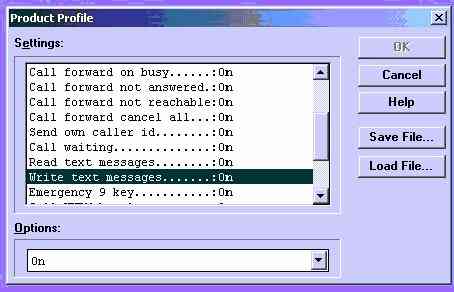 Product Profile
Settings:
Call forward on busy......:On
Call forward not answered.:On
Call forward not reachable:On
Call forward cancel all...:On
Send own caller id........:On
Call waiting..............:On
Read text messages........:On
Write text messages.......:On
Emergency 9 key...........:On
Options:
On
OK
Cancel
Help
Save File...
Load File...